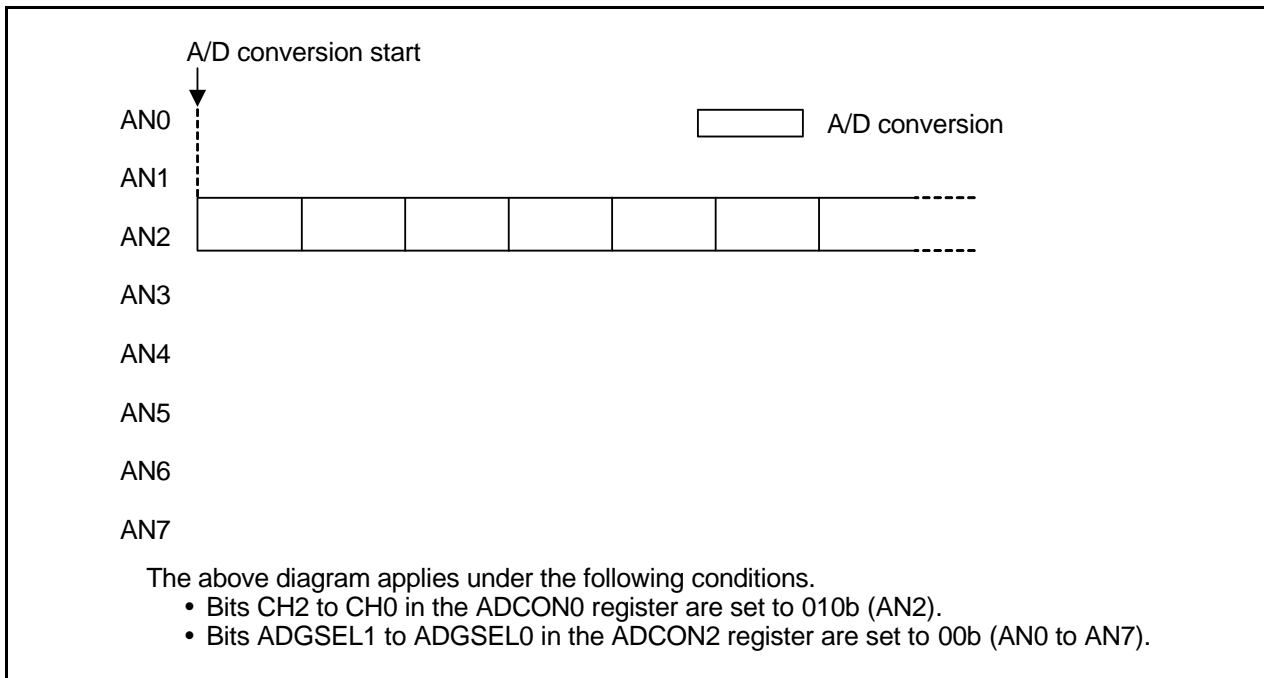 A/D conversion start
AN0
A/D conversion
AN1
AN2
AN3
AN4
AN5
AN6
AN7
The above diagram applies under the following conditions.
• Bits CH2 to CH0 in the ADCON0 register are set to 010b (AN2).
• Bits ADGSEL1 to ADGSEL0 in the ADCON2 register are set to 00b (AN0 to AN7).